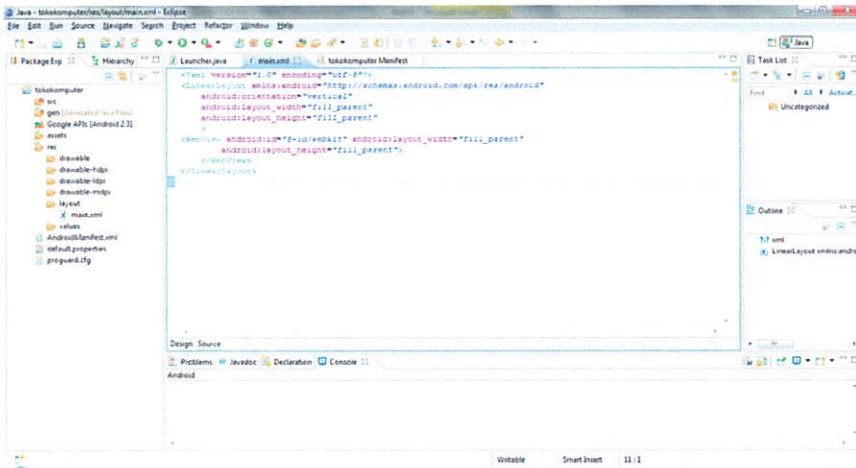 Java - tokokomputer/res/layout/main.xml - Eclipse
File Edit Run Source Navigate Search Project Refactor Window Help
Java
Package Exp Hierarchy
tokokomputer
src
gen [Generated Java Files]
Google APIs [Android 2.3]
assets
res
drawable
drawable-hdpi
drawable-ldpi
drawable-mdpi
layout
main.xml
values
AndroidManifest.xml
default.properties
proguard.cfg
Launcher.java main.xml tokokomputer Manifest
<?xml version="1.0" encoding="utf-8"?>
<LinearLayout xmlns:android="http://schemas.android.com/apk/res/android"
android:orientation="vertical"
android:layout_width="fill_parent"
android:layout_height="fill_parent"
>
<WebView android:id="@+id/webkit" android:layout_width="fill_parent"
android:layout_height="fill_parent">
</WebView>
</LinearLayout>
Design Source
Task List
Find All Activat...
Uncategorized
Outline
xml
LinearLayout xmlns:andro
Problems Javadoc Declaration Console
Android
Writable Smart Insert 11 : 1